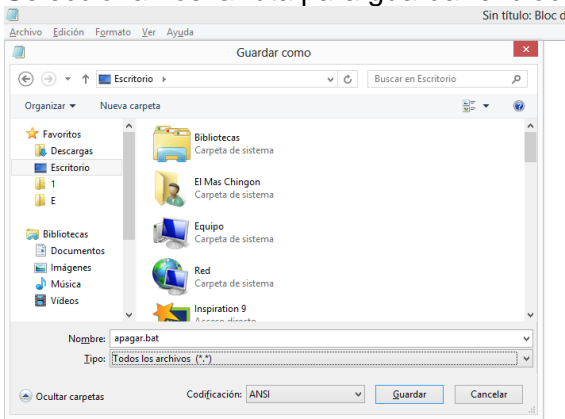 Sin título: Bloc d
Archivo Edición Formato Ver Ayuda
Guardar como
Escritorio
Buscar en Escritorio
Organizar Nueva carpeta
Favoritos
Descargas
Escritorio
1
E
Bibliotecas
Documentos
Imágenes
Música
Vídeos
Bibliotecas
Carpeta de sistema
El Mas Chingon
Carpeta de sistema
Equipo
Carpeta de sistema
Red
Carpeta de sistema
Inspiration 9
Acceso directo
Nombre: apagar.bat
Tipo: Todos los archivos (*.*)
Ocultar carpetas Codificación: ANSI Guardar Cancelar